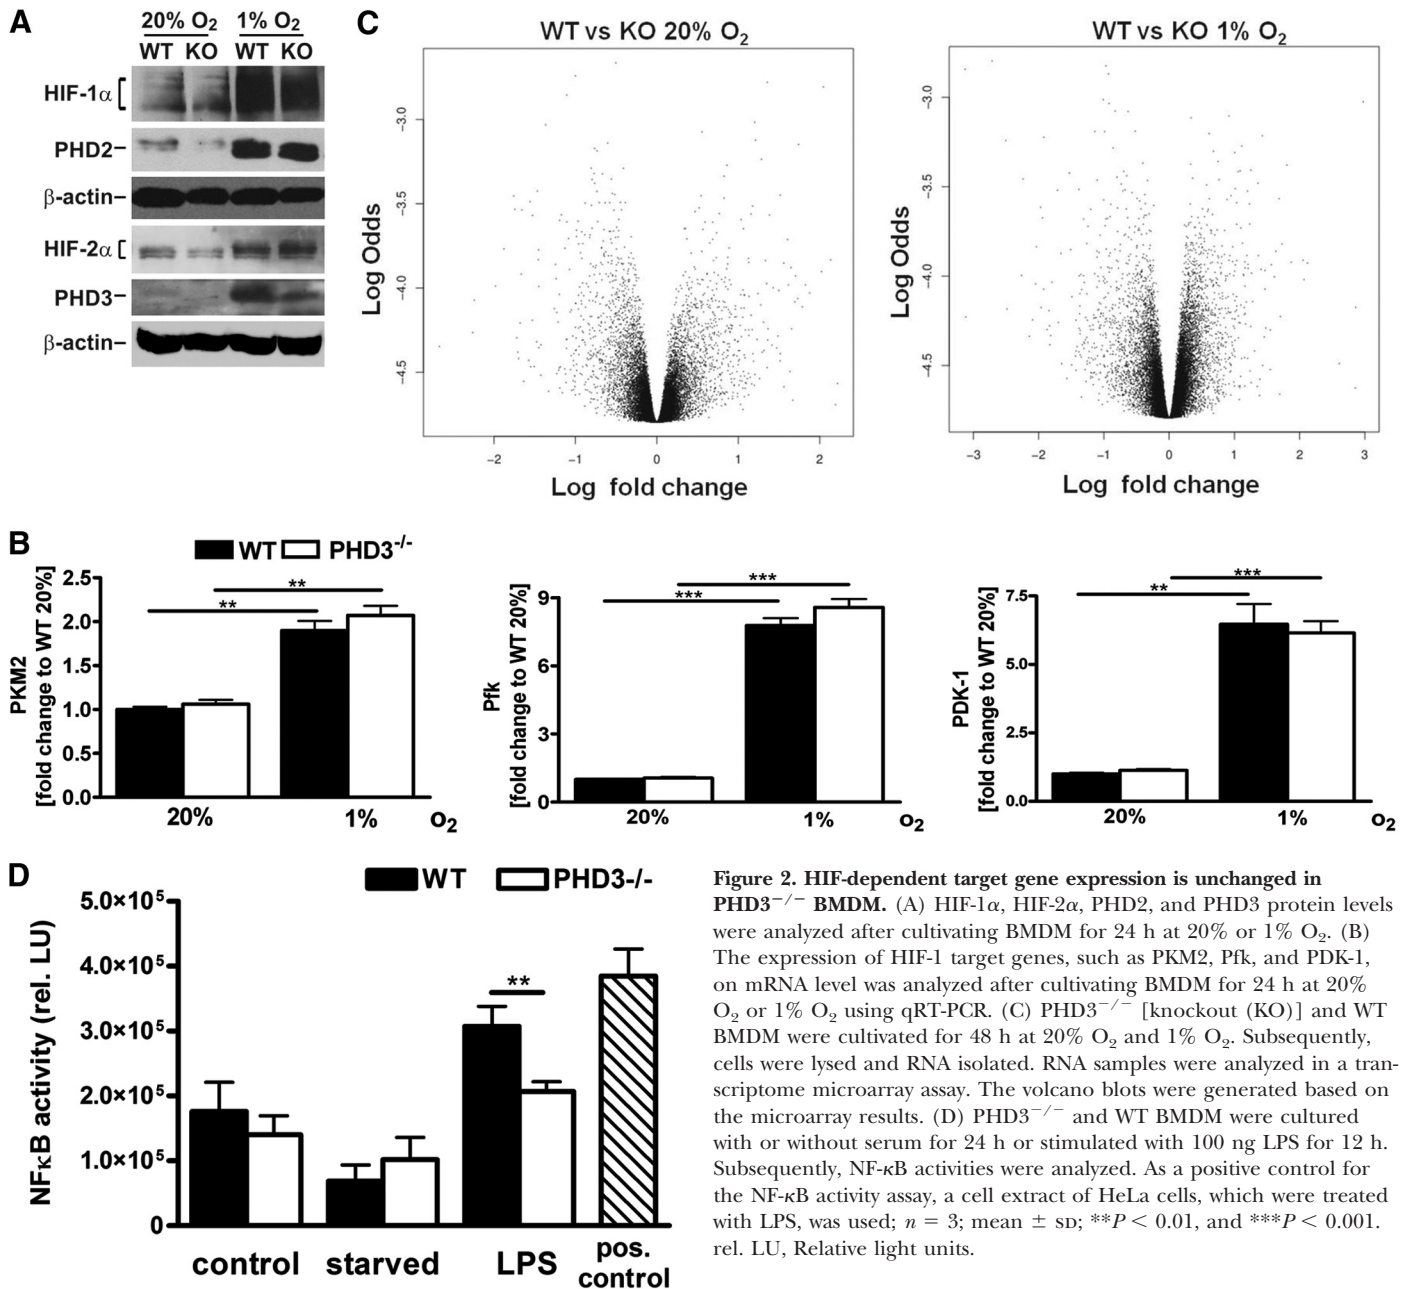 A
20% O2 1% O2
WT KO WT KO
HIF-1α
PHD2
β-actin
HIF-2α
PHD3
β-actin
C
WT vs KO 20% O2
Log Odds
-3.0
-3.5
-4.0
-4.5
-2 -1 0 1 2
Log fold change
WT vs KO 1% O2
Log Odds
-3.0
-3.5
-4.0
-4.5
-3 -2 -1 0 1 2 3
Log fold change
B
WT PHD3-/-
PKM2
[fold change to WT 20%]
2.5
2.0
1.5
1.0
0.5
0.0
**
**
20% 1% O2
Pfk
[fold change to WT 20%]
9
6
3
0
***
***
20% 1% O2
PDK-1
[fold change to WT 20%]
7.5
5.0
2.5
0.0
***
**
20% 1% O2
D
WT PHD3-/-
NFκB activity (rel. LU)
5.0×10⁵
4.0×10⁵
3.0×10⁵
2.0×10⁵
1.0×10⁵
0
**
control starved LPS pos.
control
Figure 2. HIF-dependent target gene expression is unchanged in
PHD3−/− BMDM. (A) HIF-1α, HIF-2α, PHD2, and PHD3 protein levels
were analyzed after cultivating BMDM for 24 h at 20% or 1% O2. (B)
The expression of HIF-1 target genes, such as PKM2, Pfk, and PDK-1,
on mRNA level was analyzed after cultivating BMDM for 24 h at 20%
O2 or 1% O2 using qRT-PCR. (C) PHD3−/− [knockout (KO)] and WT
BMDM were cultivated for 48 h at 20% O2 and 1% O2. Subsequently,
cells were lysed and RNA isolated. RNA samples were analyzed in a tran-
scriptome microarray assay. The volcano blots were generated based on
the microarray results. (D) PHD3−/− and WT BMDM were cultured
with or without serum for 24 h or stimulated with 100 ng LPS for 12 h.
Subsequently, NF-κB activities were analyzed. As a positive control for
the NF-κB activity assay, a cell extract of HeLa cells, which were treated
with LPS, was used; n = 3; mean ± SD; **P < 0.01, and ***P < 0.001.
rel. LU, Relative light units.